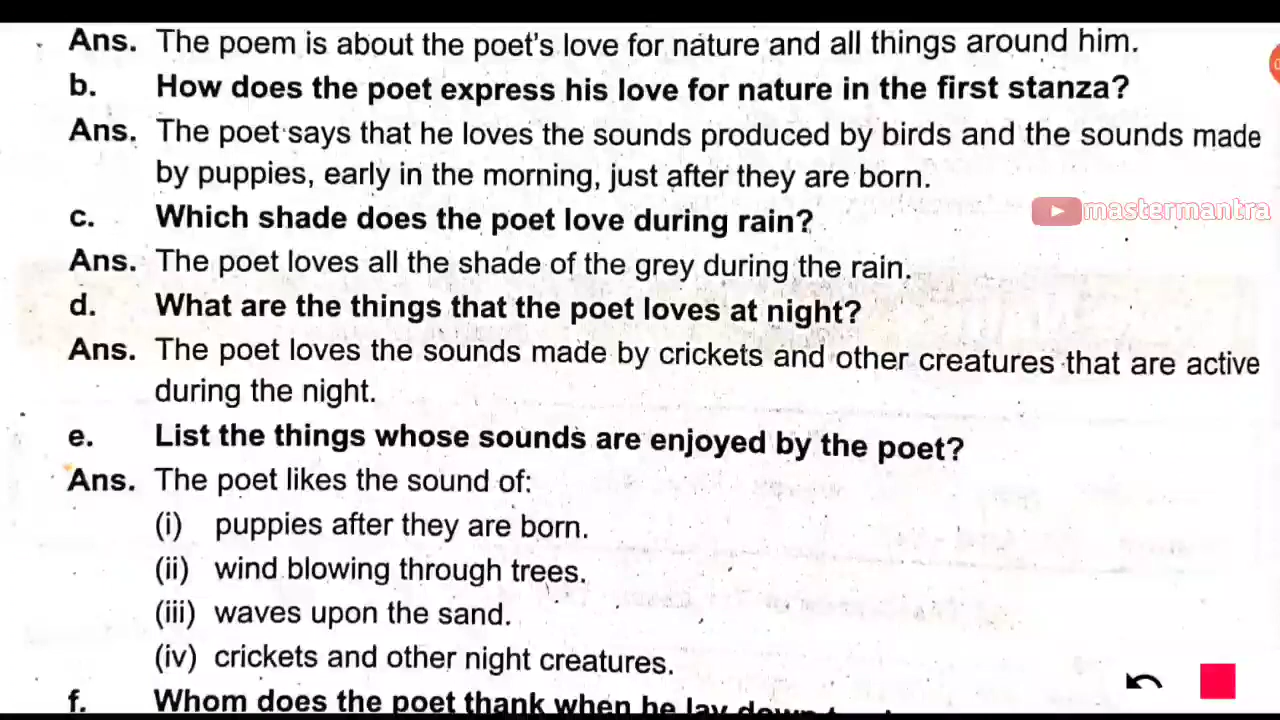 Ans. The poem is about the poet's love for nature and all things around him.
b. How does the poet express his love for nature in the first stanza?
Ans. The poet says that he loves the sounds produced by birds and the sounds made
by puppies, early in the morning, just after they are born.
c. Which shade does the poet love during rain?
mastermantra
Ans. The poet loves all the shade of the grey during the rain.
d. What are the things that the poet loves at night?
Ans. The poet loves the sounds made by crickets and other creatures that are active
during the night.
e. List the things whose sounds are enjoyed by the poet?
Ans. The poet likes the sound of:
(i) puppies after they are born.
(ii) wind blowing through trees.
(iii) waves upon the sand.
(iv) crickets and other night creatures.
f. Whom does the poet thank when he lay down